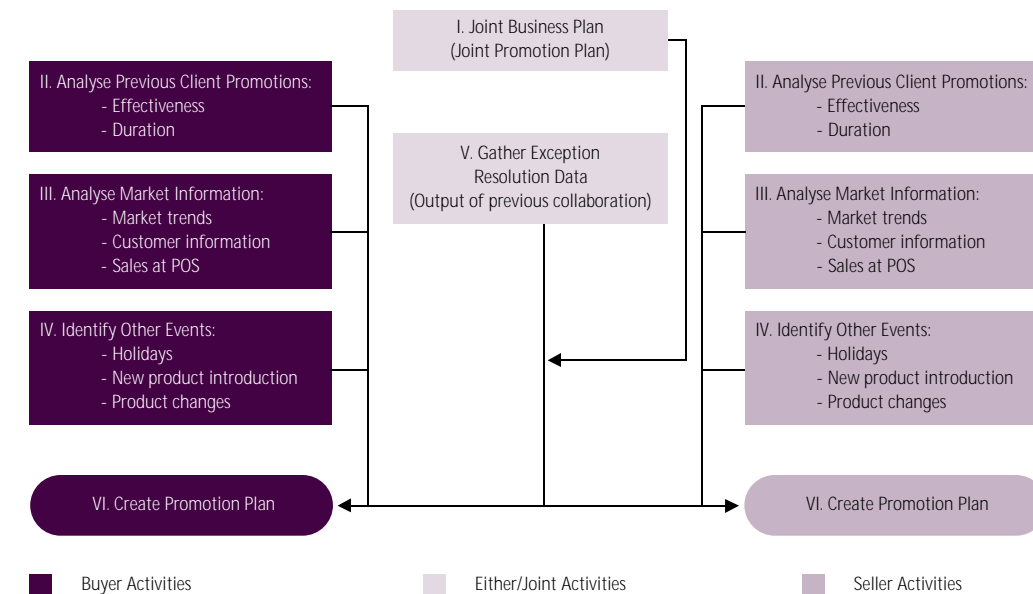 I. Joint Business Plan
(Joint Promotion Plan)
II. Analyse Previous Client Promotions:
- Effectiveness
- Duration
V. Gather Exception
Resolution Data
(Output of previous collaboration)
II. Analyse Previous Client Promotions:
- Effectiveness
- Duration
III. Analyse Market Information:
- Market trends
- Customer information
- Sales at POS
III. Analyse Market Information:
- Market trends
- Customer information
- Sales at POS
IV. Identify Other Events:
- Holidays
- New product introduction
- Product changes
IV. Identify Other Events:
- Holidays
- New product introduction
- Product changes
VI. Create Promotion Plan
VI. Create Promotion Plan
Buyer Activities
Either/Joint Activities
Seller Activities